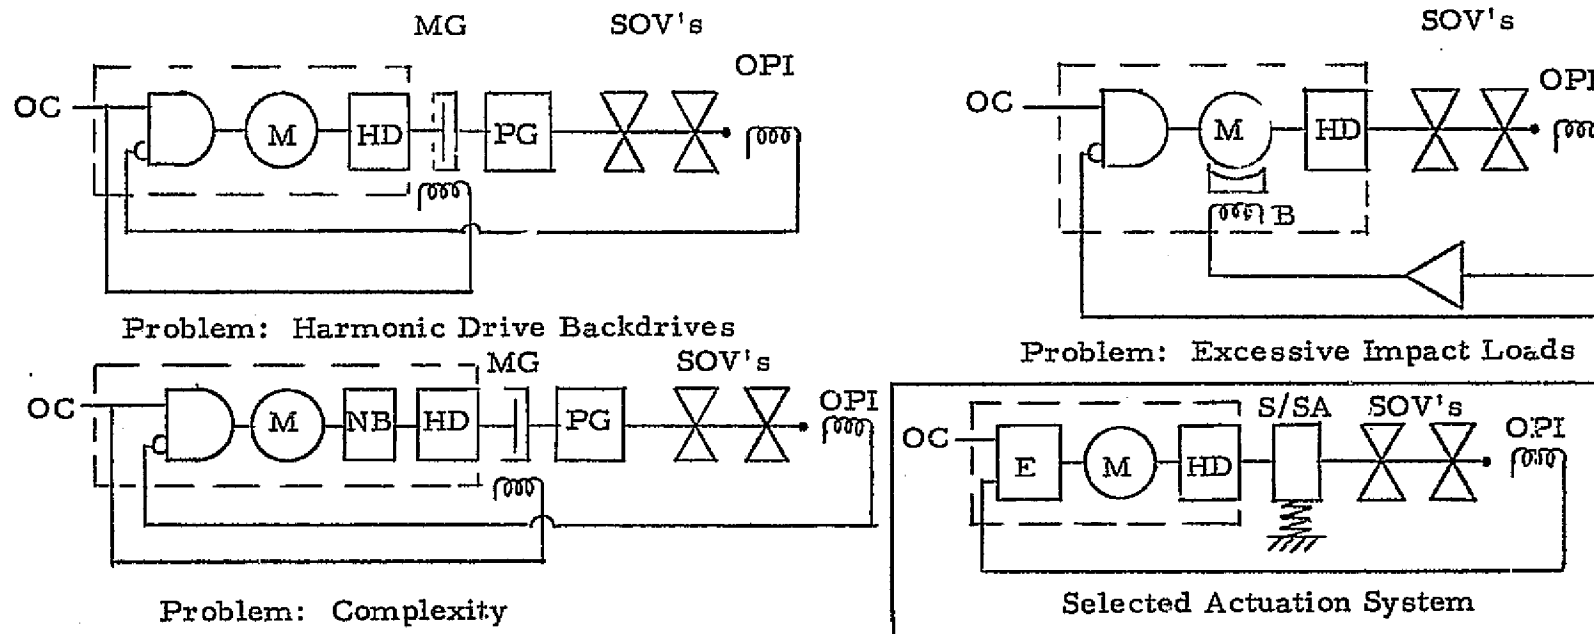 MG SOV's
OPI
OC
M HD PG
Problem: Harmonic Drive Backdrives
SOV's
OPI
OC
M HD
B
Problem: Excessive Impact Loads
MG SOV's
OPI
OC
M NB HD PG
Problem: Complexity
S/SA SOV's
OPI
OC
E M HD
Selected Actuation System